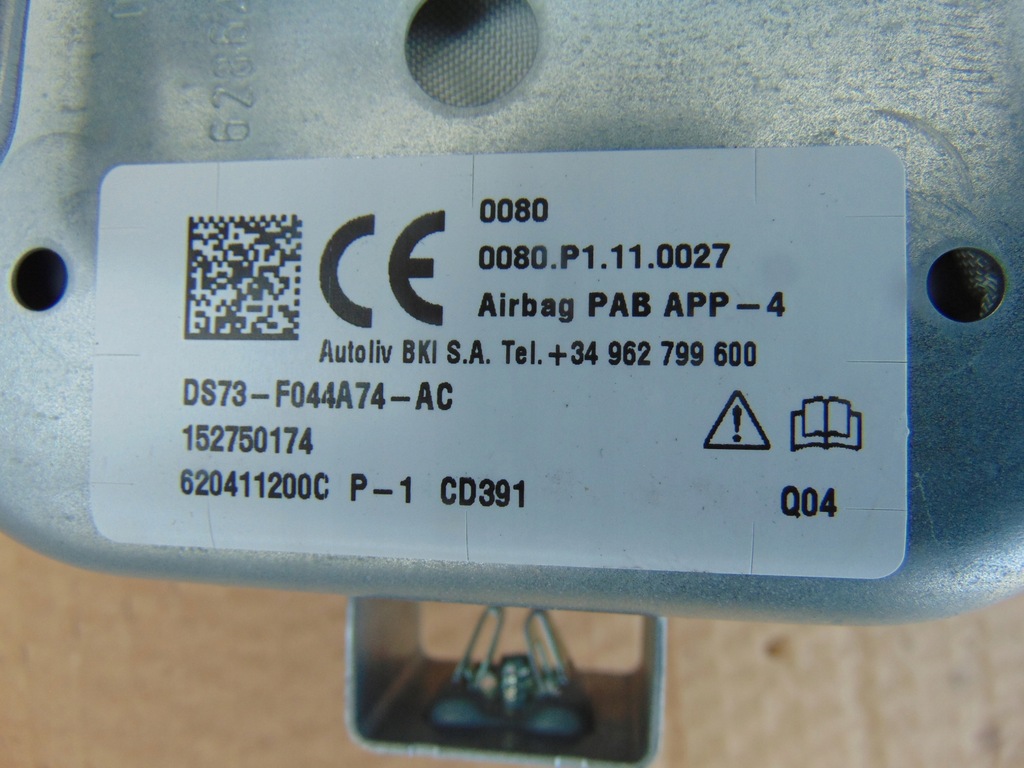 0080
0080.P1.11.0027
Airbag PAB APP-4
Autoliv BKI S.A. Tel.+34 962 799 600
DS73-F044A74-AC
152750174
620411200C P-1 CD391
Q04